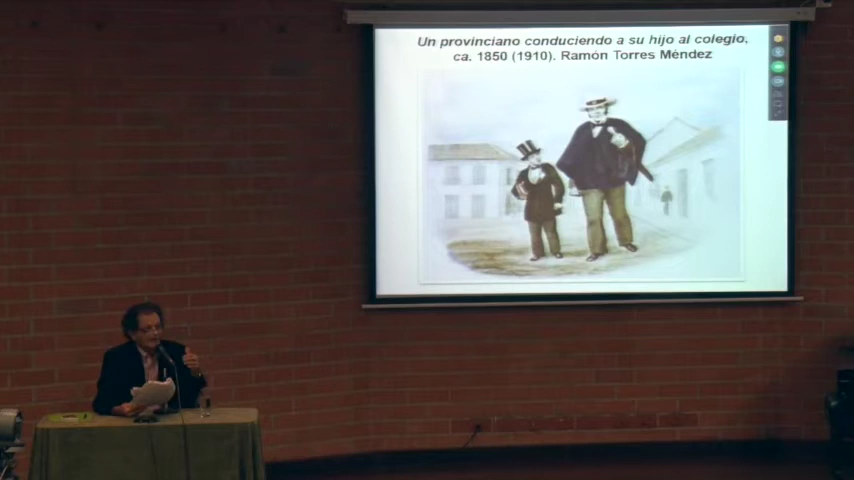 Un provinciano conduciendo a su hijo al colegio,
ca. 1850 (1910). Ramón Torres Méndez